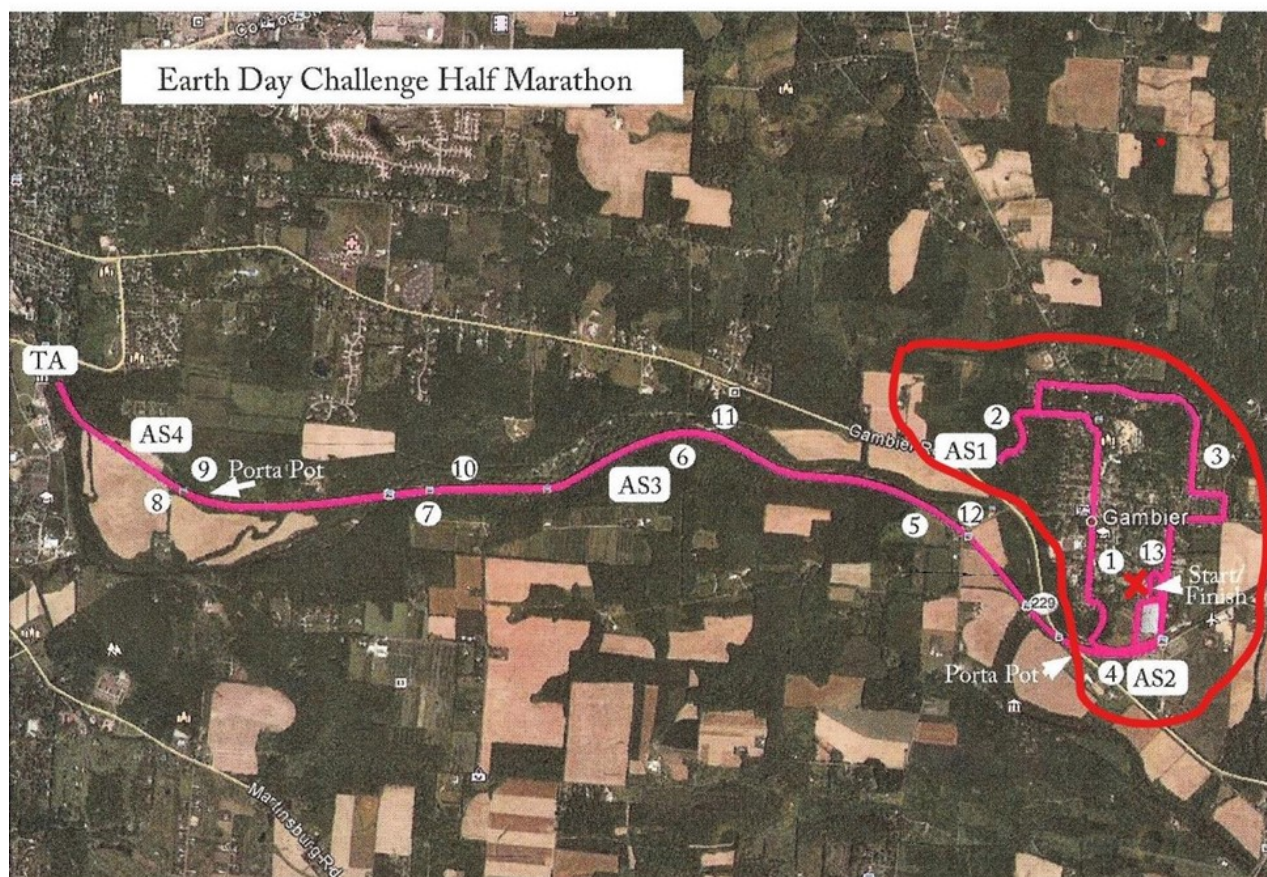 Earth Day Challenge Half Marathon
TA
AS4
9
Porta Pot
8
10
7
11
6
AS3
Gambier R
2
AS1
3
5
12
Gambier
1
13
Start/
Finish
229
Porta Pot
4
AS2
Martinsburg Rd